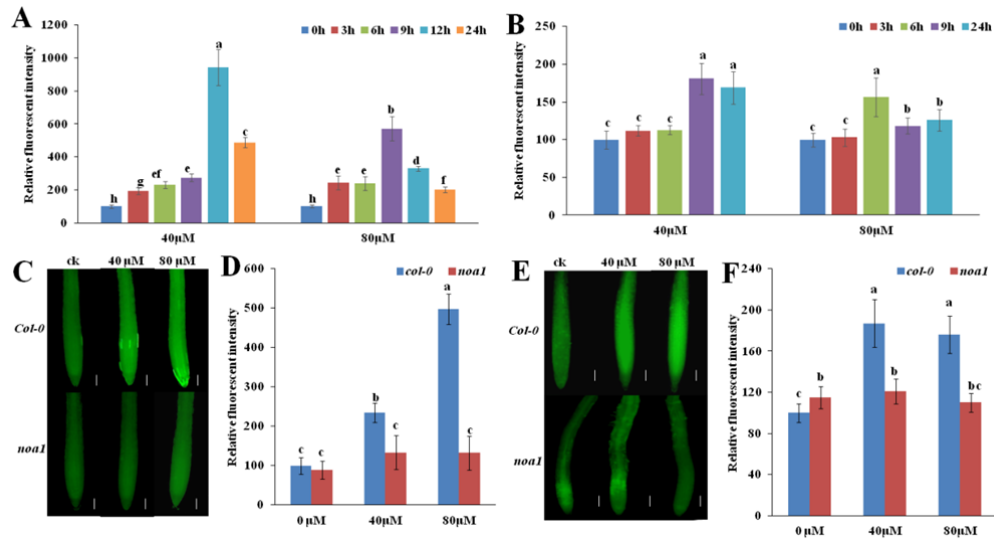 A
Relative fluorescent intensity
1200
1000
800
600
400
200
0
0h 3h 6h 9h 12h 24h
h g ef e a c
h e e b d f
40μM 80μM
B
Relative fluorescent intensity
250
200
150
100
50
0
0h 3h 6h 9h 24h
c c c a a
c c a b b
40μM 80μM
C
ck 40 μM 80 μM
Col-0
noa1
D
Relative fluorescent intensity
600
500
400
300
200
100
0
col-0 noa1
c c b c a c
0 μM 40μM 80μM
E
ck 40 μM 80 μM
Col-0
noa1
F
Relative fluorescent intensity
240
200
160
120
80
40
0
col-0 noa1
c b a b a bc
0 μM 40μM 80μM